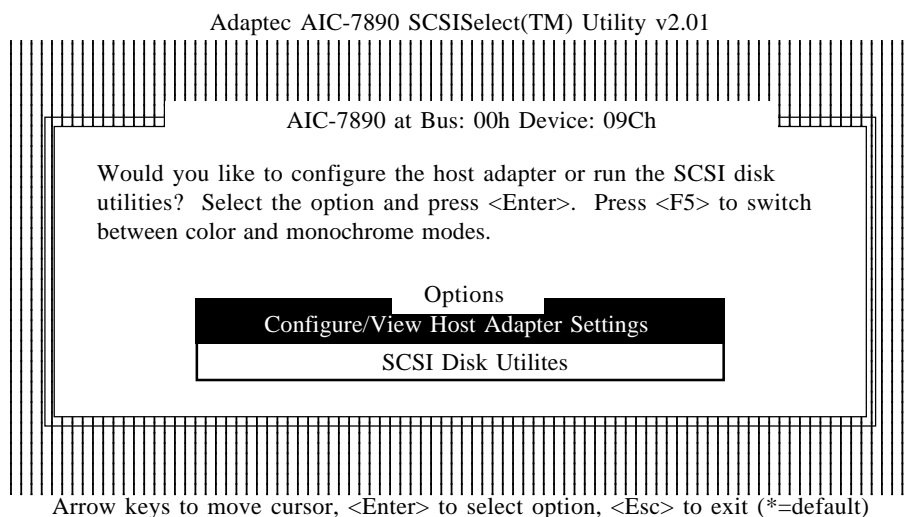 Adaptec AIC-7890 SCSISelect(TM) Utility v2.01
AIC-7890 at Bus: 00h Device: 09Ch
Would you like to configure the host adapter or run the SCSI disk
utilities? Select the option and press <Enter>. Press <F5> to switch
between color and monochrome modes.
Options
Configure/View Host Adapter Settings
SCSI Disk Utilites
Arrow keys to move cursor, <Enter> to select option, <Esc> to exit (*=default)